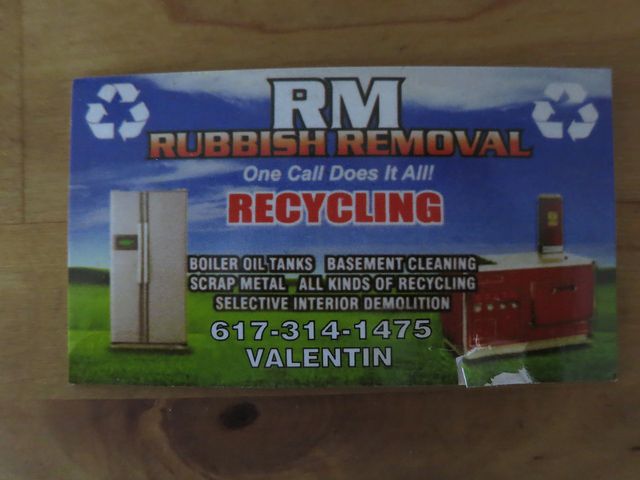 RM
RUBBISH REMOVAL
One Call Does It All!
RECYCLING
BOILER OIL TANKS BASEMENT CLEANING
SCRAP METAL ALL KINDS OF RECYCLING
SELECTIVE INTERIOR DEMOLITION
617-314-1475
VALENTIN